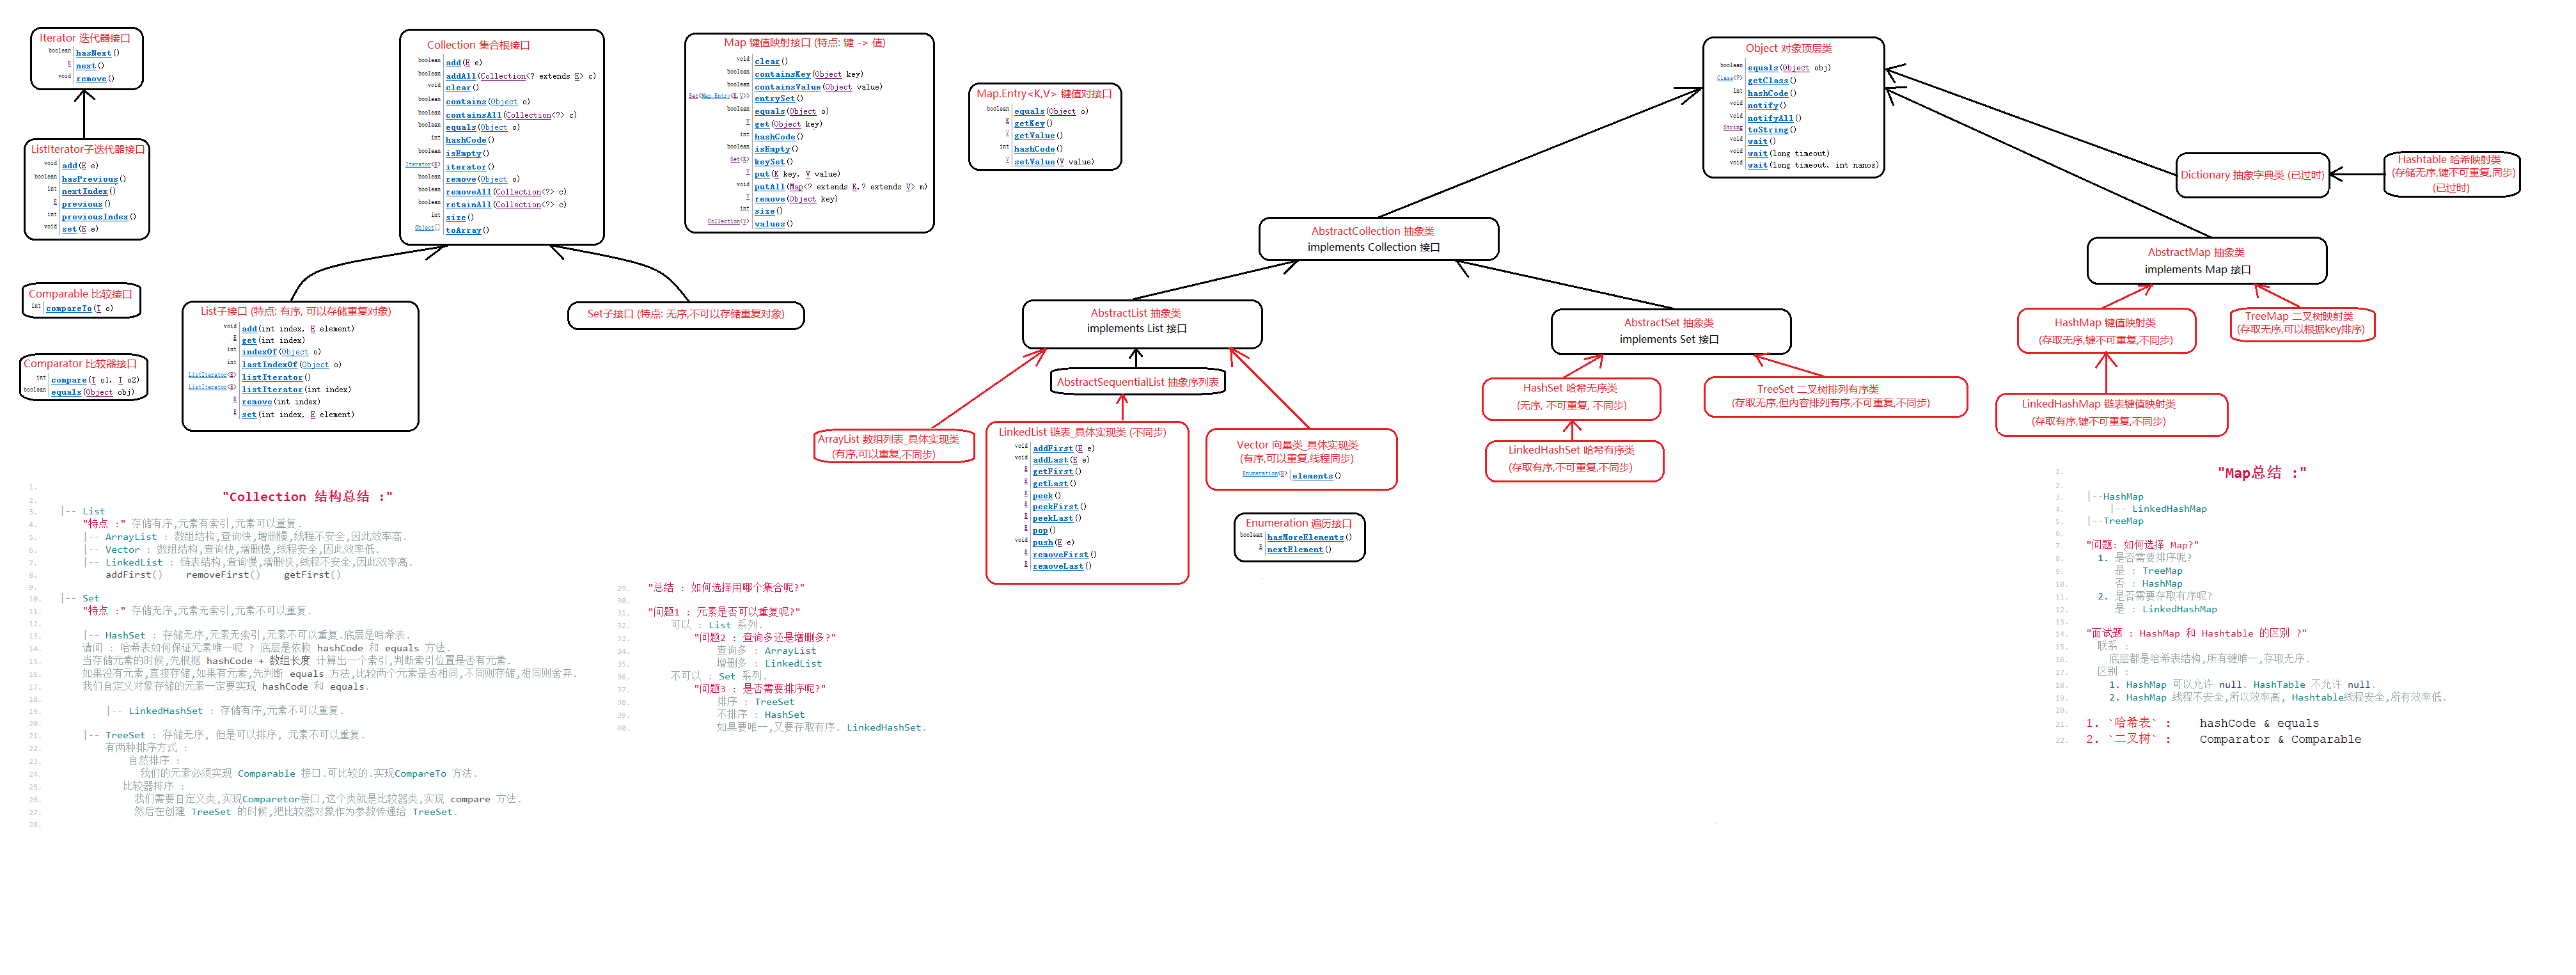 Iterator 迭代器接口
boolean hasNext()
E next()
void remove()
ListIterator子迭代器接口
void add(E e)
boolean hasPrevious()
int nextIndex()
E previous()
int previousIndex()
void set(E e)
Comparable 比较接口
int compareTo(T o)
Comparator 比较器接口
int compare(T o1, T o2)
boolean equals(Object obj)
Collection 集合根接口
boolean add(E e)
boolean addAll(Collection<? extends E> c)
void clear()
boolean contains(Object o)
boolean containsAll(Collection<?> c)
boolean equals(Object o)
int hashCode()
boolean isEmpty()
Iterator<E> iterator()
boolean remove(Object o)
boolean removeAll(Collection<?> c)
boolean retainAll(Collection<?> c)
int size()
Object[] toArray()
List子接口 (特点: 有序, 可以存储重复对象)
void add(int index, E element)
E get(int index)
int indexOf(Object o)
int lastIndexOf(Object o)
ListIterator<E> listIterator()
ListIterator<E> listIterator(int index)
E remove(int index)
E set(int index, E element)
Set子接口 (特点: 无序,不可以存储重复对象)
Map 键值映射接口 (特点: 键 -> 值)
void clear()
boolean containsKey(Object key)
boolean containsValue(Object value)
Set<Map.Entry<K,V>> entrySet()
boolean equals(Object o)
V get(Object key)
int hashCode()
boolean isEmpty()
Set<K> keySet()
V put(K key, V value)
void putAll(Map<? extends K,? extends V> m)
V remove(Object key)
int size()
Collection<V> values()
Map.Entry<K,V> 键值对接口
boolean equals(Object o)
K getKey()
V getValue()
int hashCode()
V setValue(V value)
Object 对象顶层类
boolean equals(Object obj)
Class<?> getClass()
int hashCode()
void notify()
void notifyAll()
String toString()
void wait()
void wait(long timeout)
void wait(long timeout, int nanos)
Dictionary 抽象字典类 (已过时)
Hashtable 哈希映射类
(存储无序,键不可重复,同步)
(已过时)
AbstractCollection 抽象类
implements Collection 接口
AbstractMap 抽象类
implements Map 接口
AbstractList 抽象类
implements List 接口
AbstractSet 抽象类
implements Set 接口
HashMap 键值映射类
(存取无序,键不可重复,不同步)
TreeMap 二叉树映射类
(存取无序,可以根据key排序)
AbstractSequentialList 抽象序列表
HashSet 哈希无序类
(无序, 不可重复, 不同步)
TreeSet 二叉树排列有序类
(存取无序,但内容排列有序,不可重复,不同步)
LinkedHashMap 链表键值映射类
(存取有序,键不可重复,不同步)
ArrayList 数组列表_具体实现类
(有序,可以重复,不同步)
LinkedList 链表_具体实现类 (不同步)
void addFirst(E e)
void addLast(E e)
E getFirst()
E getLast()
E peek()
E peekFirst()
E peekLast()
E pop()
void push(E e)
E removeFirst()
E removeLast()
Vector 向量类_具体实现类
(有序,可以重复,线程同步)
Enumeration<E> elements()
LinkedHashSet 哈希有序类
(存取有序,不可重复,不同步)
Enumeration 遍历接口
boolean hasMoreElements()
E nextElement()
1.
2. "Collection 结构总结 :"
3. |-- List
4. "特点 :" 存储有序,元素有索引,元素可以重复.
5. |-- ArrayList : 数组结构,查询快,增删慢,线程不安全,因此效率高.
6. |-- Vector : 数组结构,查询快,增删慢,线程安全,因此效率低.
7. |-- LinkedList : 链表结构,查询慢,增删快,线程不安全,因此效率高.
8. addFirst() removeFirst() getFirst()
9.
10. |-- Set
11. "特点 :" 存储无序,元素无索引,元素不可以重复.
12.
13. |-- HashSet : 存储无序,元素无索引,元素不可以重复.底层是哈希表.
14. 请问 : 哈希表如何保证元素唯一呢 ? 底层是依赖 hashCode 和 equals 方法.
15. 当存储元素的时候,先根据 hashCode + 数组长度 计算出一个索引,判断索引位置是否有元素.
16. 如果没有元素,直接存储,如果有元素,先判断 equals 方法,比较两个元素是否相同,不同则存储,相同则舍弃.
17. 我们自定义对象存储的元素一定要实现 hashCode 和 equals.
18.
19. |-- LinkedHashSet : 存储有序,元素不可以重复.
20.
21. |-- TreeSet : 存储无序, 但是可以排序, 元素不可以重复.
22. 有两种排序方式 :
23. 自然排序 :
24. 我们的元素必须实现 Comparable 接口.可比较的.实现CompareTo 方法.
25. 比较器排序 :
26. 我们需要自定义类,实现Comparetor接口,这个类就是比较器类,实现 compare 方法.
27. 然后在创建 TreeSet 的时候,把比较器对象作为参数传递给 TreeSet.
28.
29. "总结 : 如何选择用哪个集合呢?"
30.
31. "问题1 : 元素是否可以重复呢?"
32. 可以 : List 系列.
33. "问题2 : 查询多还是增删多?"
34. 查询多 : ArrayList
35. 增删多 : LinkedList
36. 不可以 : Set 系列.
37. "问题3 : 是否需要排序呢?"
38. 排序 : TreeSet
39. 不排序 : HashSet
40. 如果要唯一,又要存取有序. LinkedHashSet.
1. "Map总结 :"
2.
3. |--HashMap
4. |-- LinkedHashMap
5. |--TreeMap
6.
7. "问题: 如何选择 Map?"
8. 1. 是否需要排序呢?
9. 是 : TreeMap
10. 否 : HashMap
11. 2. 是否需要存取有序呢?
12. 是 : LinkedHashMap
13.
14. "面试题 : HashMap 和 Hashtable 的区别 ?"
15. 联系 :
16. 底层都是哈希表结构,所有键唯一,存取无序.
17. 区别 :
18. 1. HashMap 可以允许 null. HashTable 不允许 null.
19. 2. HashMap 线程不安全,所以效率高, Hashtable线程安全,所有效率低.
20.
21. 1. `哈希表` : hashCode & equals
22. 2. `二叉树` : Comparator & Comparable